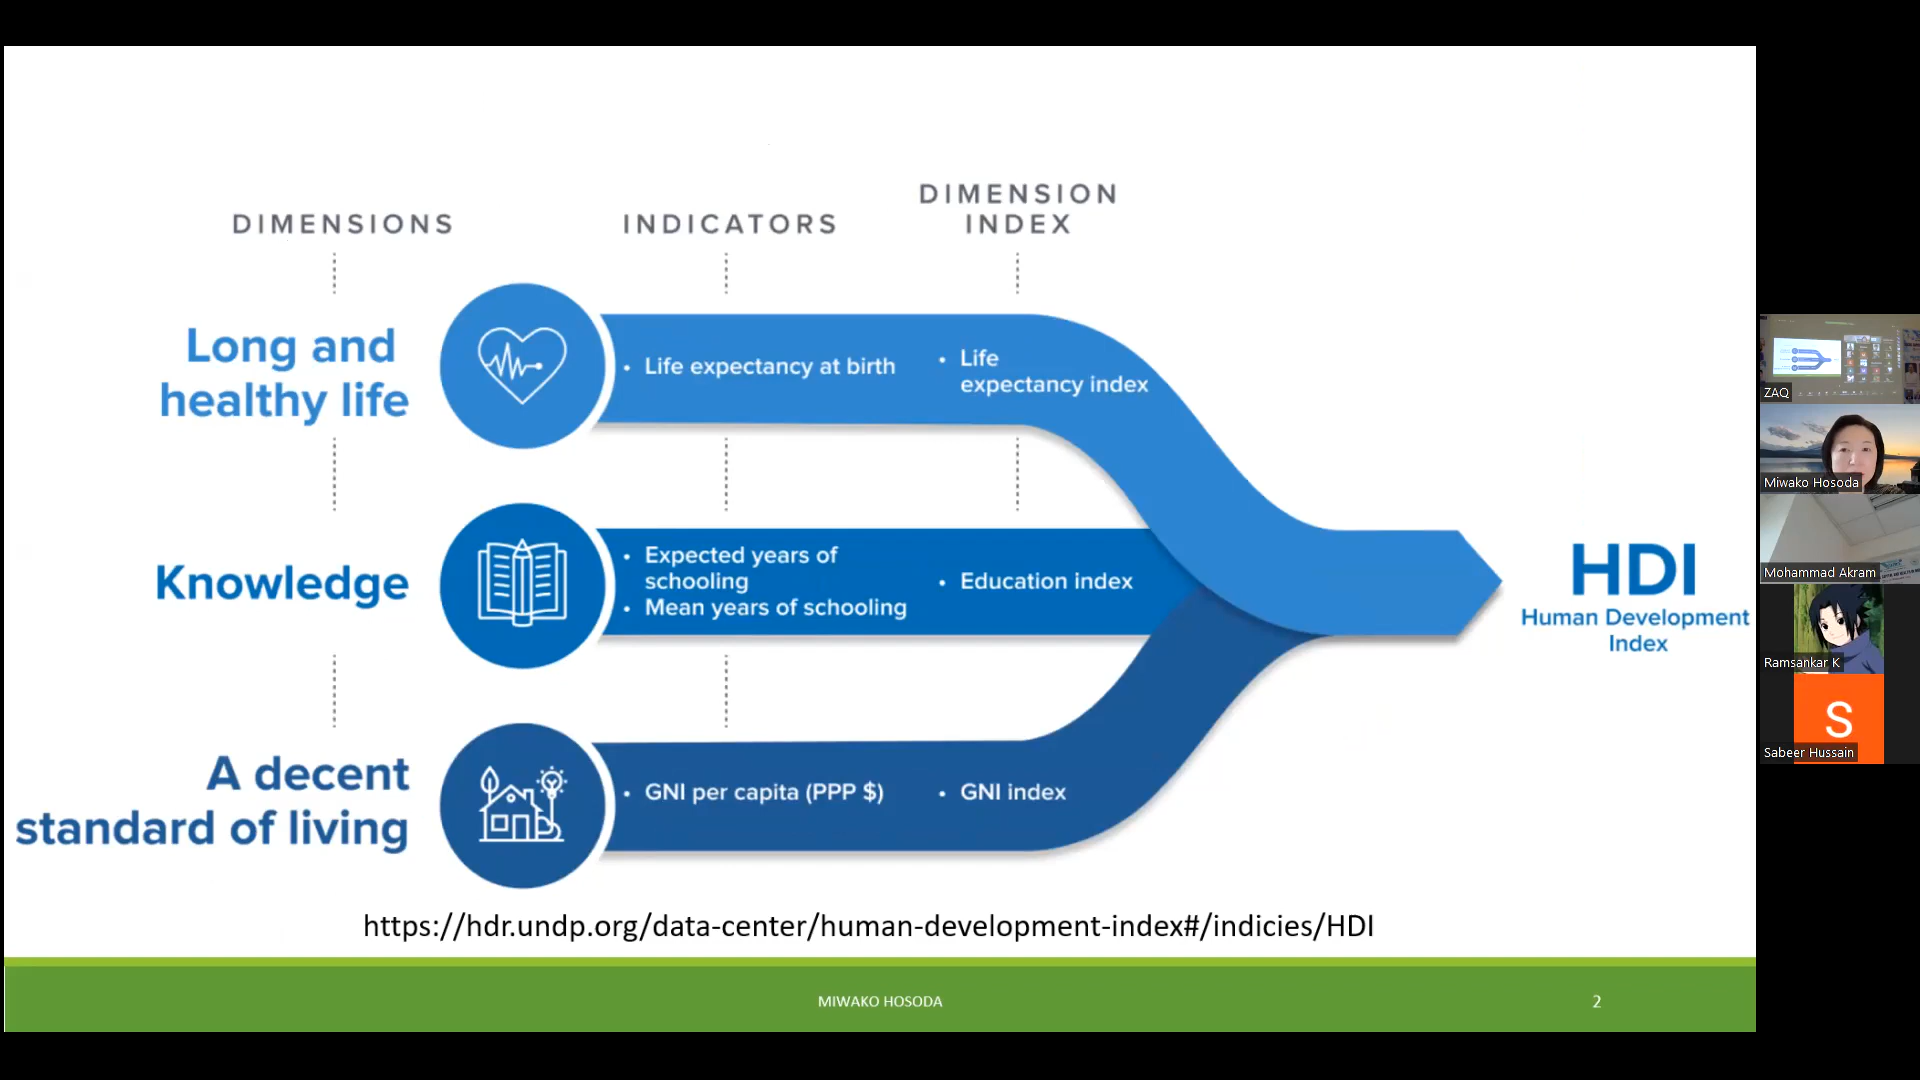 DIMENSIONS
INDICATORS
DIMENSION
INDEX
Long and
healthy life
• Life expectancy at birth
• Life
expectancy index
Knowledge
• Expected years of
schooling
• Mean years of schooling
• Education index
A decent
standard of living
• GNI per capita (PPP $)
• GNI index
HDI
Human Development
Index
https://hdr.undp.org/data-center/human-development-index#/indicies/HDI
MIWAKO HOSODA
2
ZAQ
Miwako Hosoda
Mohammad Akram
Ramsankar K
S
Sabeer Hussain